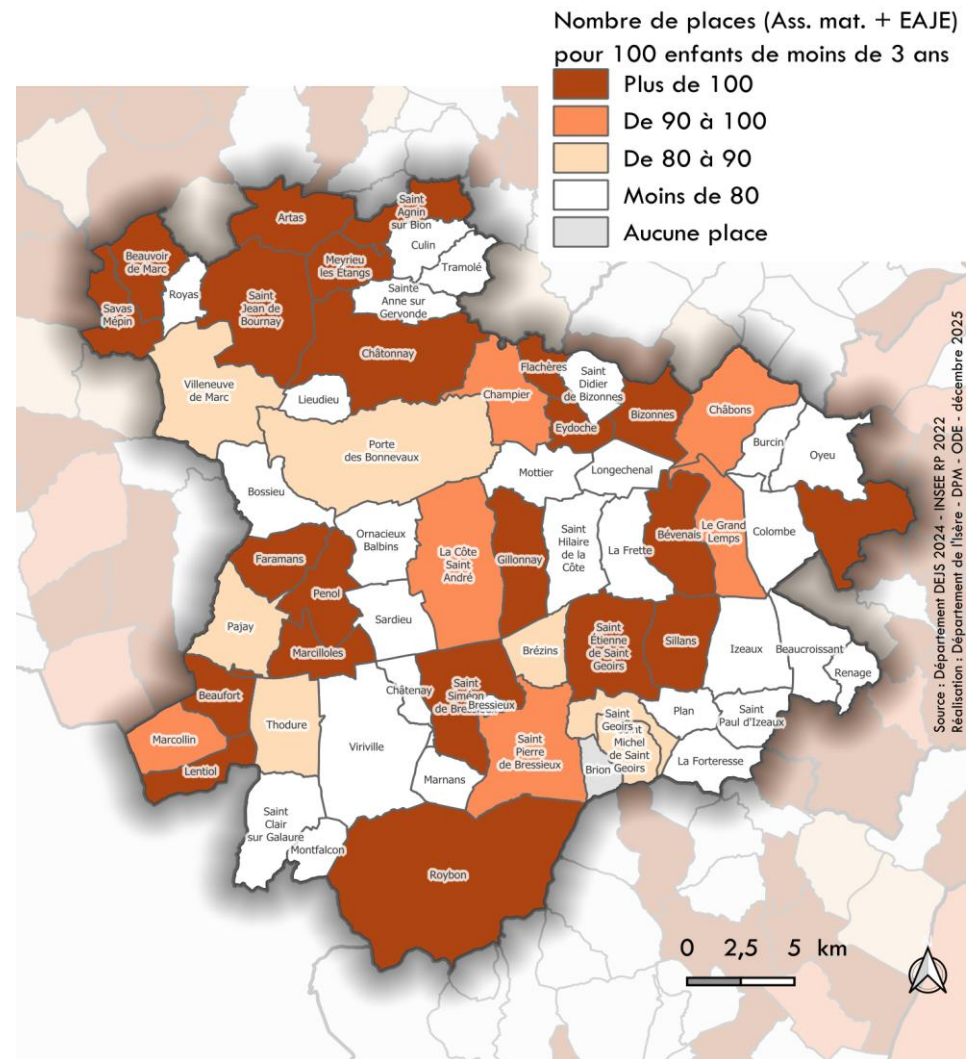 Nombre de places (Ass. mat. + EAJE)
pour 100 enfants de moins de 3 ans
Plus de 100
De 90 à 100
De 80 à 90
Moins de 80
Aucune place
Saint
Agnin
sur Bion
Artas
Culin
Beauvoir
de Marc
Meyrieu
les Étangs
Tramolé
Royas
Saint
Jean de
Bournay
Sainte
Anne sur
Gervonde
Savas
Mépin
Châtonnay
Flachères
Saint
Didier
de Bizonnes
Villeneuve
de Marc
Lieudieu
Champier
Bizonnes
Châbons
Eydoche
Burcin
Oyeu
Porte
des Bonnevaux
Mottier
Longechenal
Bossieu
Ornacieux
Balbins
La Côte
Saint
André
Gillonnay
Saint
Hilaire
de la
Côte
La Frette
Bévenais
Le Grand
Lemps
Colombe
Faramans
Penol
Sardieu
Pajay
Marcilloles
Brézins
Saint
Étienne
de Saint
Geoirs
Sillans
Izeaux
Beaucroissant
Renage
Beaufort
Thodure
Châtenay
Saint
Siméon
de Bressieux
Bressieux
Saint
Geoirs
Plan
Saint
Paul d'Izeaux
Marcollin
Viriville
Saint
Pierre
de Bressieux
Michel
de Saint
Geoirs
La Forteresse
Lentiol
Marnans
Brion
Saint
Clair
sur Galaure
Montfalcon
Roybon
0 2,5 5 km
Source : Département DEJS 2024 - INSEE RP 2022
Réalisation : Département de l'Isère - DPM - ODE - décembre 2025